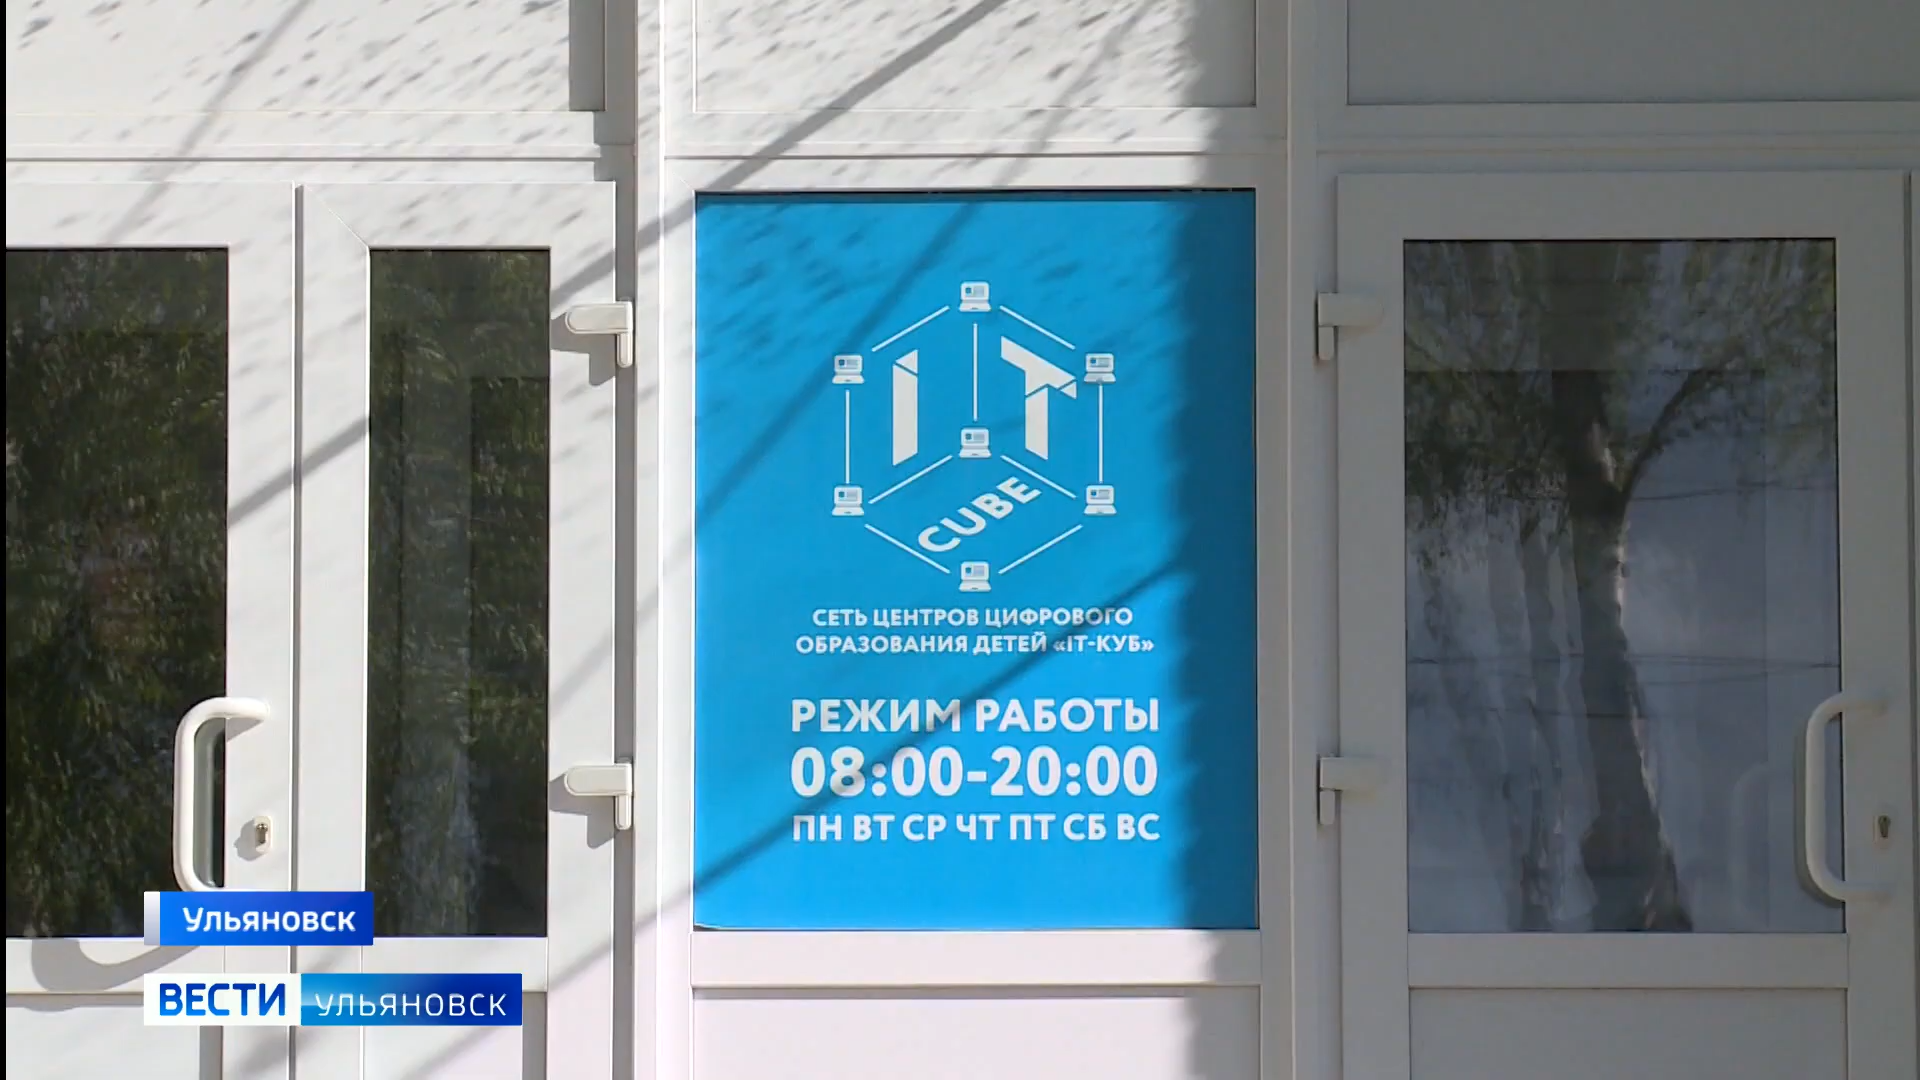 IT
CUBE
СЕТЬ ЦЕНТРОВ ЦИФРОВОГО
ОБРАЗОВАНИЯ ДЕТЕЙ «IT-КУБ»
РЕЖИМ РАБОТЫ
08:00-20:00
ПН ВТ СР ЧТ ПТ СБ ВС
Ульяновск
ВЕСТИ УЛЬЯНОВСК